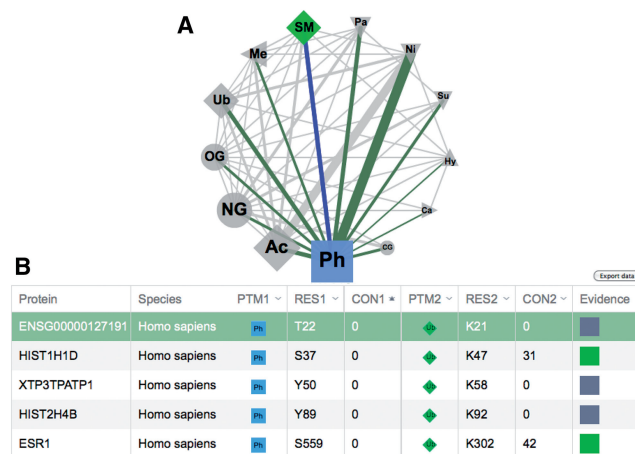 A
SM
Pa
Me
Ni
Ub
Su
OG
Hy
NG
Ca
Ac
CG
Ph
B
Export data
Protein Species PTM1 RES1 CON1 PTM2 RES2 CON2 Evidence
ENSG00000127191 Homo sapiens Ph T22 0 Ub K21 0
HIST1H1D Homo sapiens Ph S37 0 Ub K47 31
XTP3TPATP1 Homo sapiens Ph Y50 0 Ub K58 0
HIST2H4B Homo sapiens Ph Y89 0 Ub K92 0
ESR1 Homo sapiens Ph S559 0 Ub K302 42